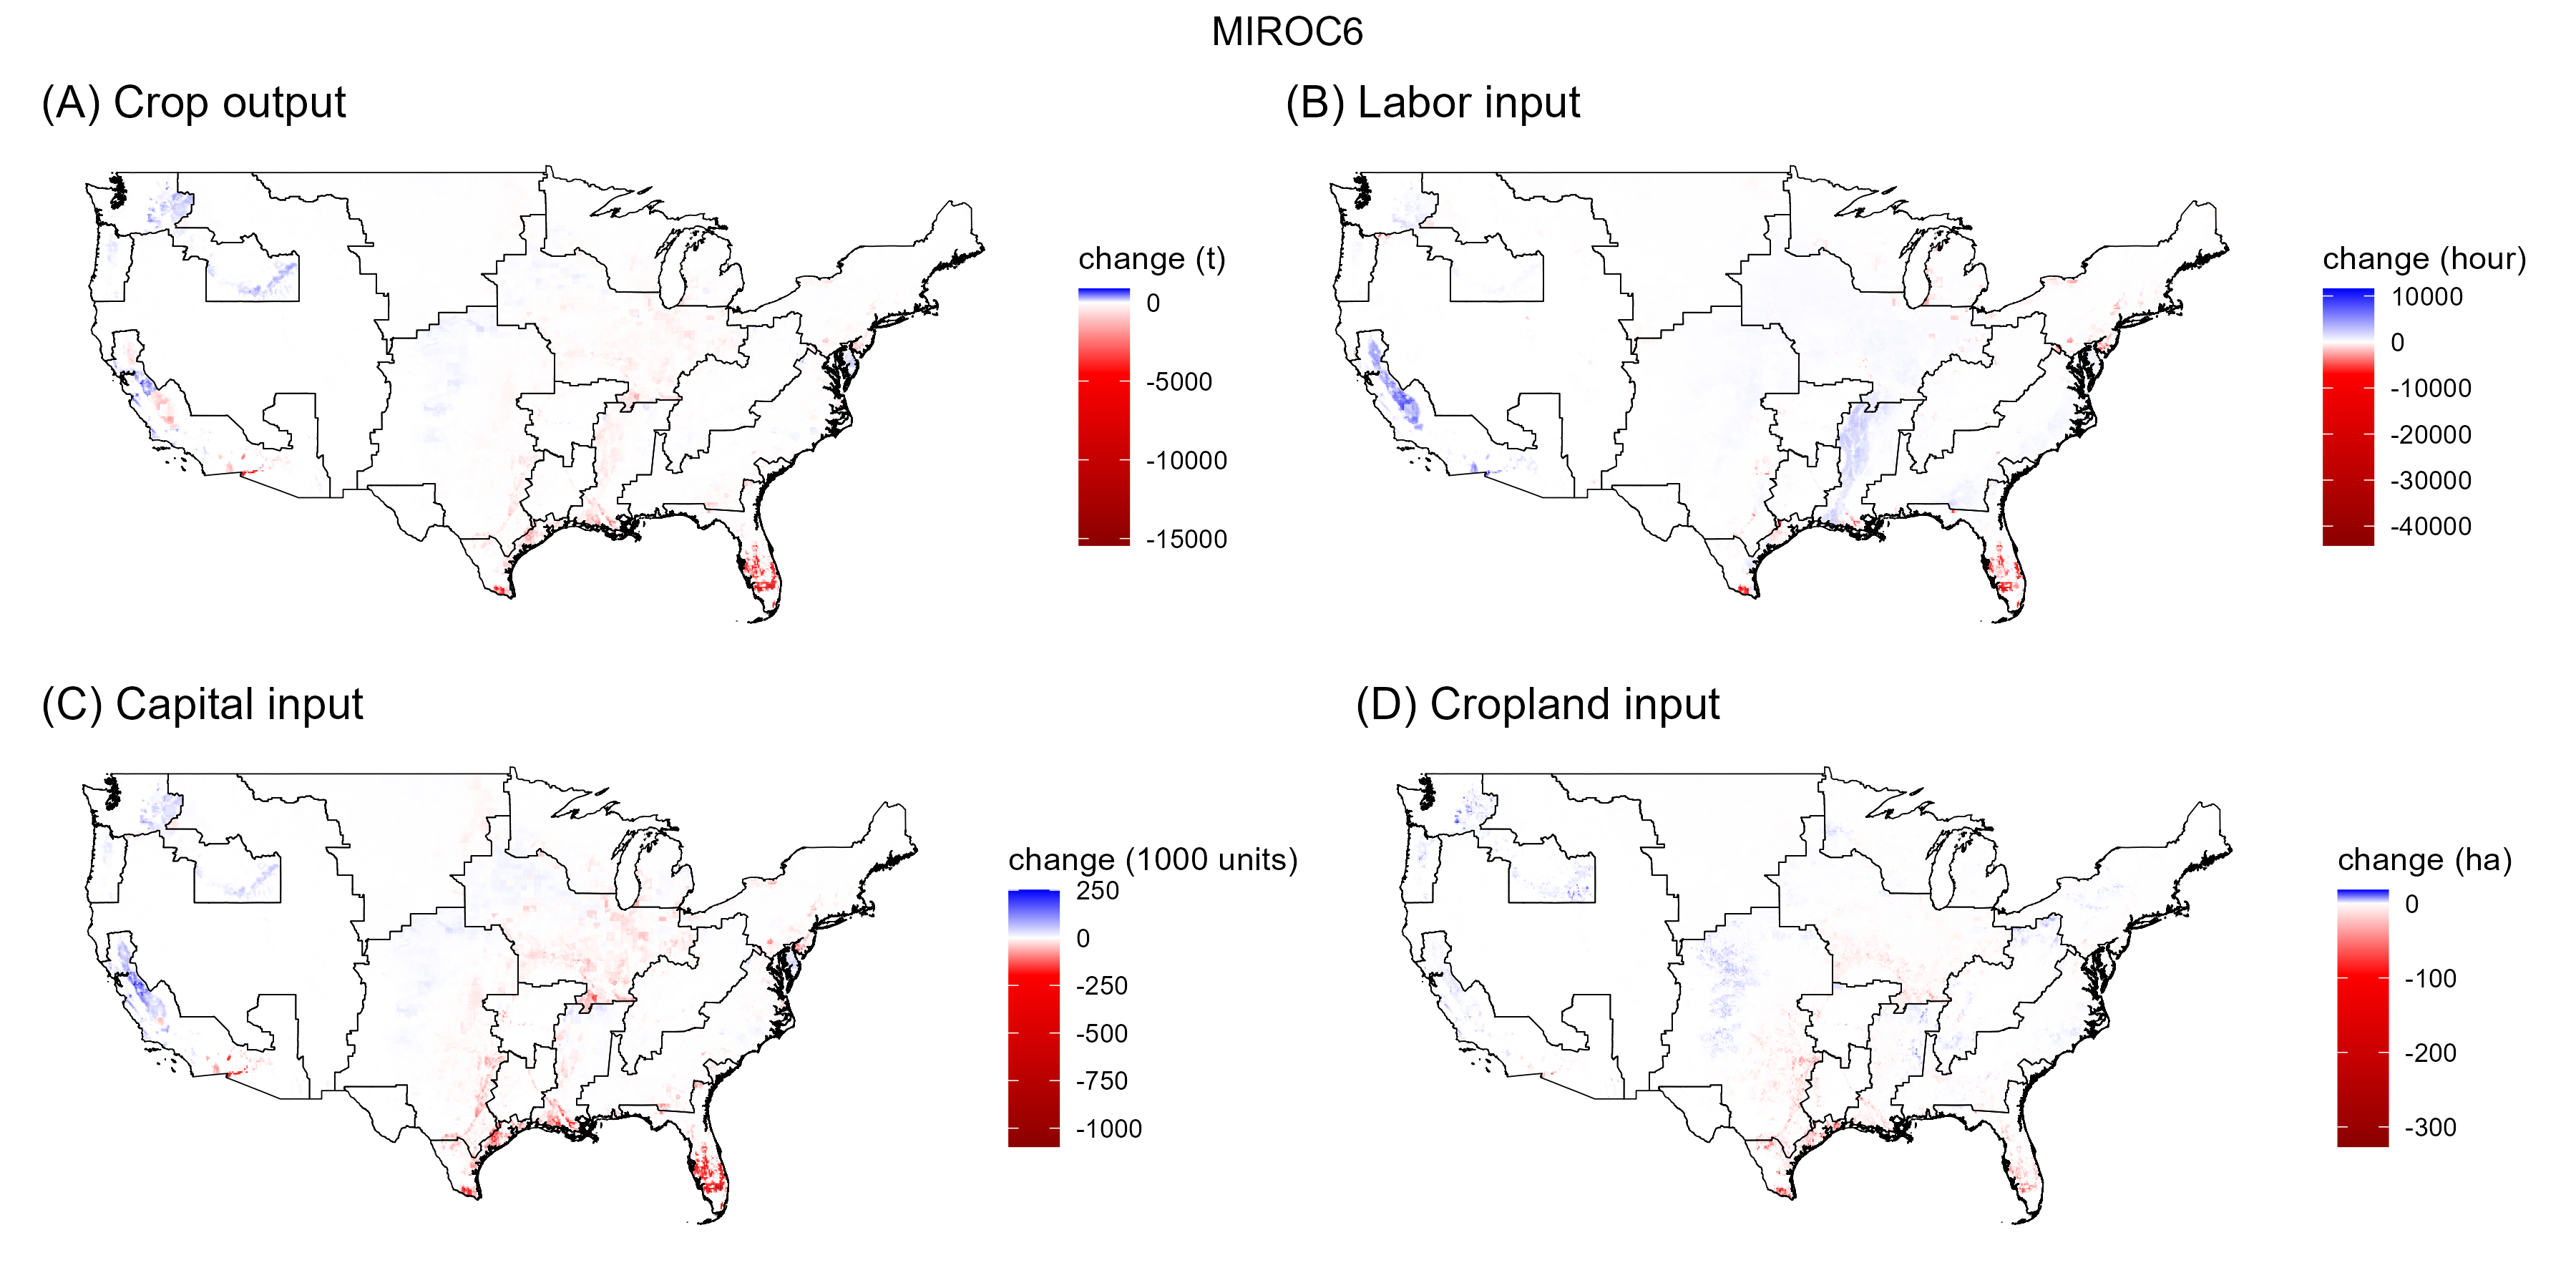 MIROC6
(A) Crop output
change (t)
0
-5000
-10000
-15000
(B) Labor input
change (hour)
10000
0
-10000
-20000
-30000
-40000
(C) Capital input
change (1000 units)
250
0
-250
-500
-750
-1000
(D) Cropland input
change (ha)
0
-100
-200
-300